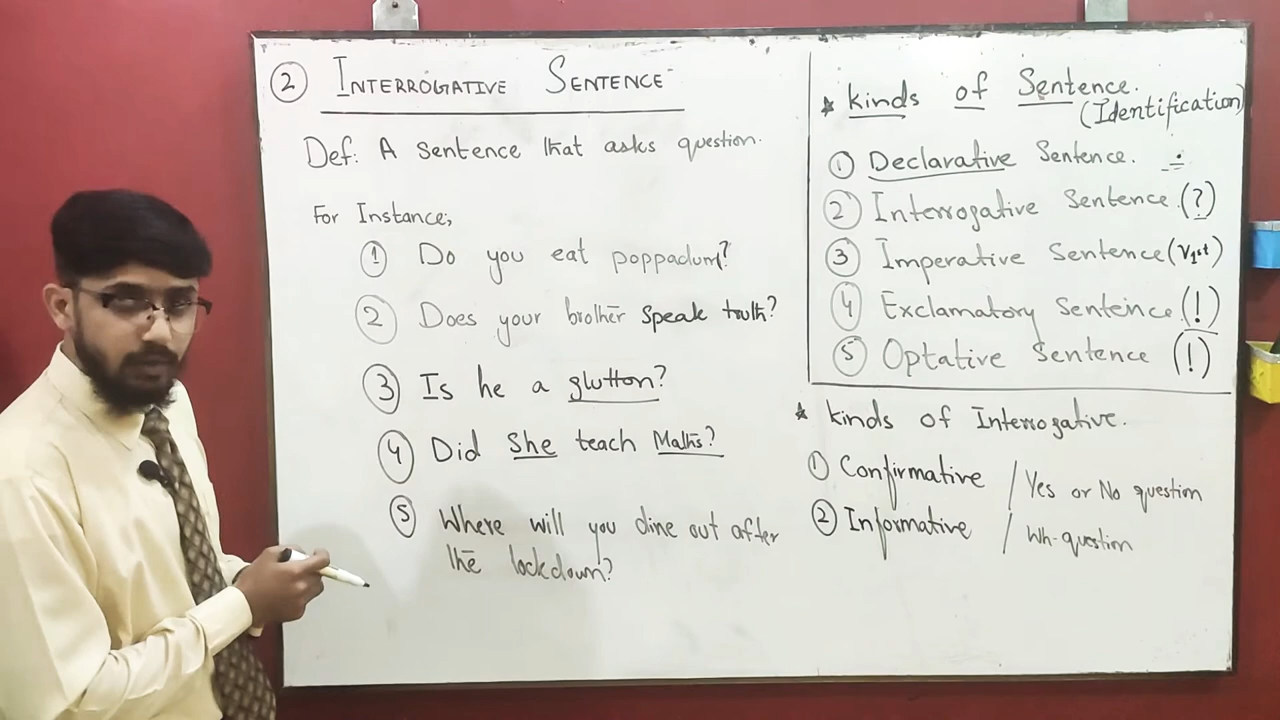 ② INTERROGATIVE SENTENCE
Def: A sentence that asks question.
For Instance;
① Do you eat poppadum?
② Does your brother speak truth?
③ Is he a glutton?
④ Did she teach Maths?
⑤ Where will you dine out after
the lockdown?
* kinds of Sentence.
(Identification)
① Declarative Sentence.
② Interrogative Sentence.(?)
③ Imperative Sentence (V1st)
④ Exclamatory Sentence (!)
⑤ Optative Sentence (!)
* kinds of Interrogative.
① Confirmative / Yes or No question
② Informative / Wh-question